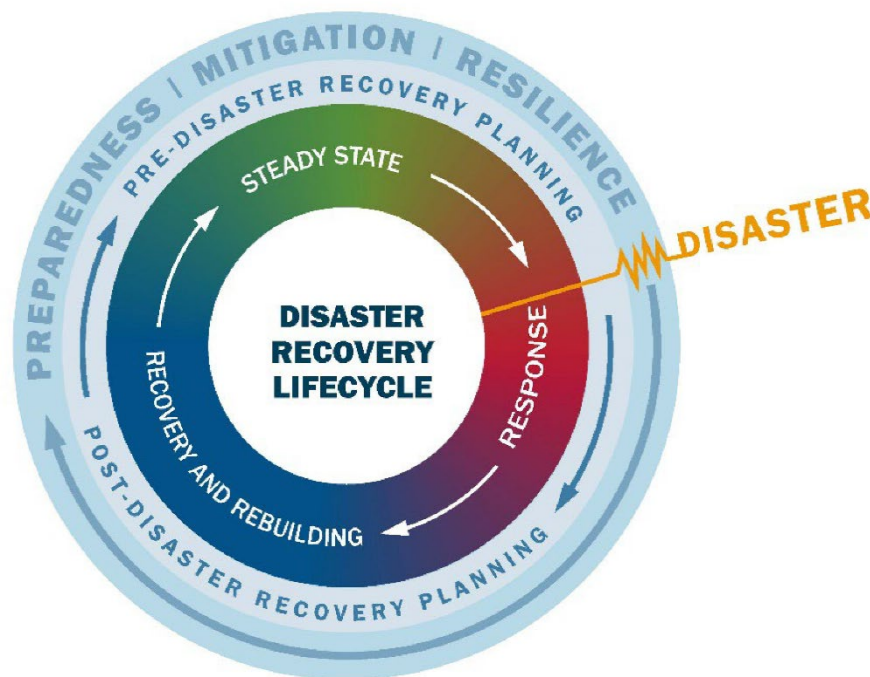 PREPAREDNESS | MITIGATION | RESILIENCE
PRE-DISASTER RECOVERY PLANNING
STEADY STATE
DISASTER
DISASTER
RECOVERY
LIFECYCLE
RESPONSE
RECOVERY AND REBUILDING
POST-DISASTER RECOVERY PLANNING